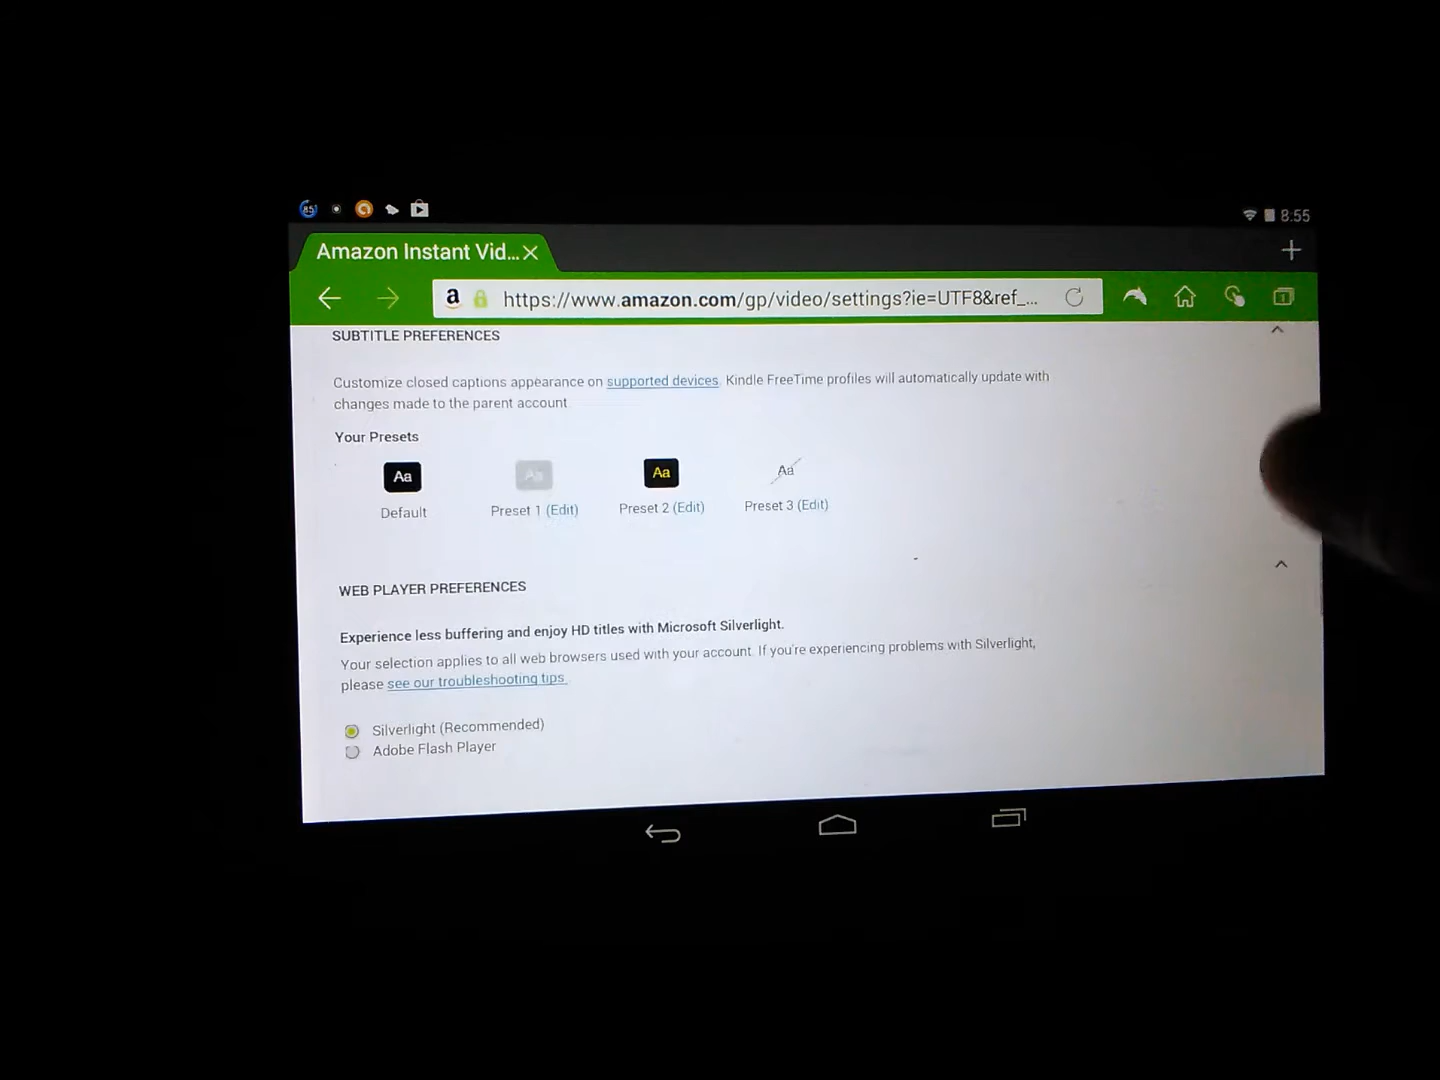 85
8:55
Amazon Instant Vid...
a https://www.amazon.com/gp/video/settings?ie=UTF8&ref_...
1
SUBTITLE PREFERENCES
Customize closed captions appearance on supported devices. Kindle FreeTime profiles will automatically update with
changes made to the parent account
Your Presets
Aa Aa Aa Aa
Default Preset 1 (Edit) Preset 2 (Edit) Preset 3 (Edit)
WEB PLAYER PREFERENCES
Experience less buffering and enjoy HD titles with Microsoft Silverlight.
Your selection applies to all web browsers used with your account. If you're experiencing problems with Silverlight,
please see our troubleshooting tips.
Silverlight (Recommended)
Adobe Flash Player